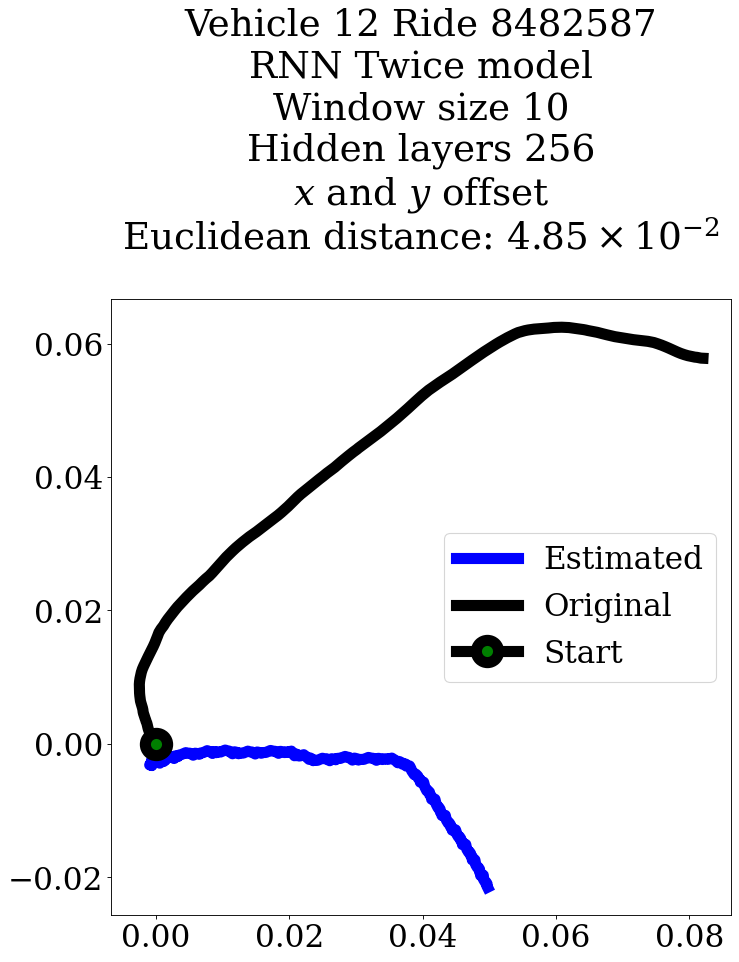 Vehicle 12 Ride 8482587
RNN Twice model
Window size 10
Hidden layers 256
x and y offset
Euclidean distance: 4.85 × 10⁻²
0.06
0.04
0.02
0.00
−0.02
Estimated
Original
Start
0.00 0.02 0.04 0.06 0.08